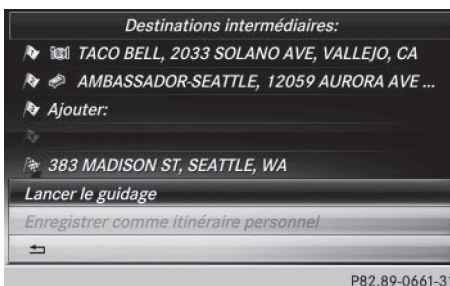 Destinations intermédiaires:
TACO BELL, 2033 SOLANO AVE, VALLEJO, CA
AMBASSADOR-SEATTLE, 12059 AURORA AVE ...
Ajouter:
383 MADISON ST, SEATTLE, WA
Lancer le guidage
Enregistrer comme itinéraire personnel
P82.89-0661-31